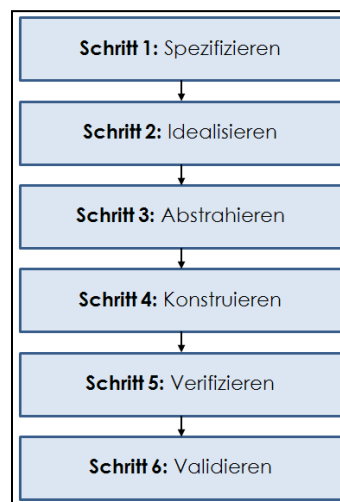 Schritt 1: Spezifizieren
Schritt 2: Idealisieren
Schritt 3: Abstrahieren
Schritt 4: Konstruieren
Schritt 5: Verifizieren
Schritt 6: Validieren